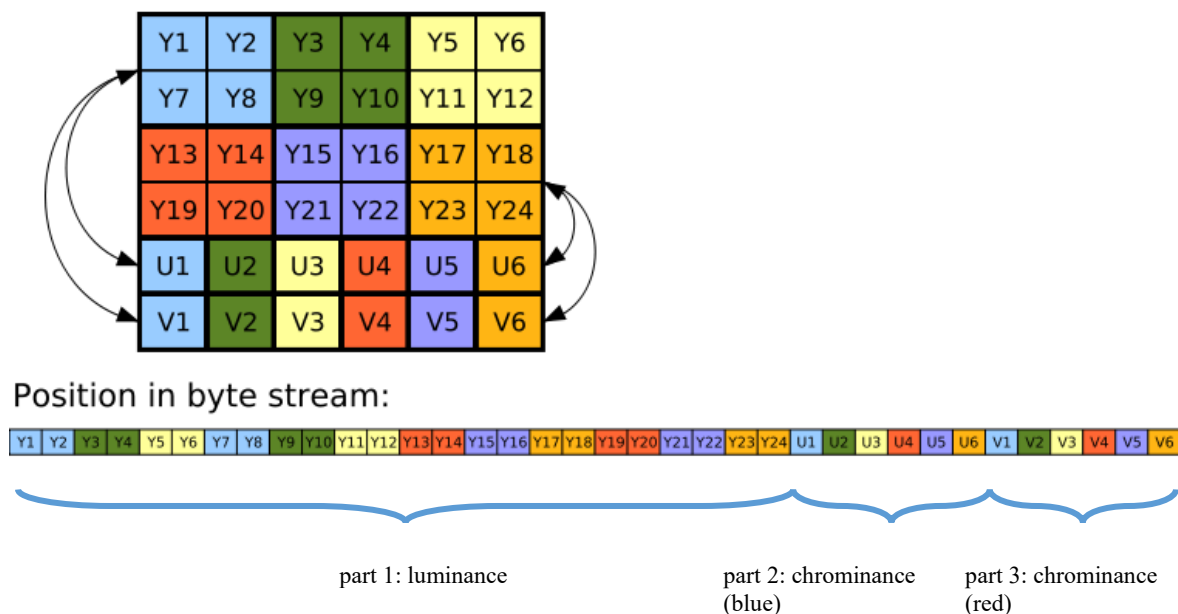 Y1 Y2 Y3 Y4 Y5 Y6
Y7 Y8 Y9 Y10 Y11 Y12
Y13 Y14 Y15 Y16 Y17 Y18
Y19 Y20 Y21 Y22 Y23 Y24
U1 U2 U3 U4 U5 U6
V1 V2 V3 V4 V5 V6
Position in byte stream:
Y1 Y2 Y3 Y4 Y5 Y6 Y7 Y8 Y9 Y10 Y11 Y12 Y13 Y14 Y15 Y16 Y17 Y18 Y19 Y20 Y21 Y22 Y23 Y24 U1 U2 U3 U4 U5 U6 V1 V2 V3 V4 V5 V6
part 1: luminance
part 2: chrominance
(blue)
part 3: chrominance
(red)